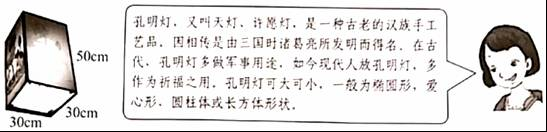 50cm
30cm
30cm
孔明灯，又叫天灯、许愿灯，是一种古老的汉族手工
艺品，因相传是由三国时诸葛亮所发明而得名。在古
代，孔明灯多做军事用途，如今现代人放孔明灯，多
作为祈福之用。孔明灯可大可小，一般为椭圆形，爱
心形，圆柱体或长方体形状。